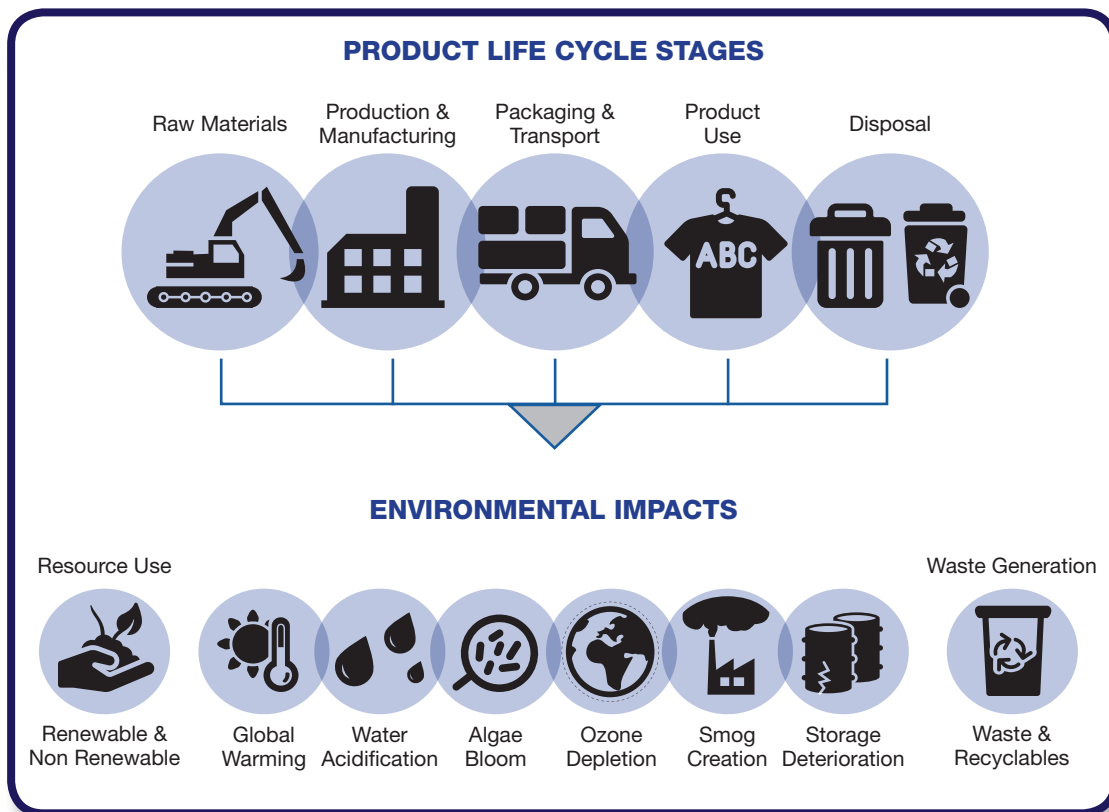 PRODUCT LIFE CYCLE STAGES
Raw Materials
Production &
Manufacturing
Packaging &
Transport
Product
Use
Disposal
ABC
ENVIRONMENTAL IMPACTS
Resource Use
Waste Generation
Renewable &
Non Renewable
Global
Warming
Water
Acidification
Algae
Bloom
Ozone
Depletion
Smog
Creation
Storage
Deterioration
Waste &
Recyclables